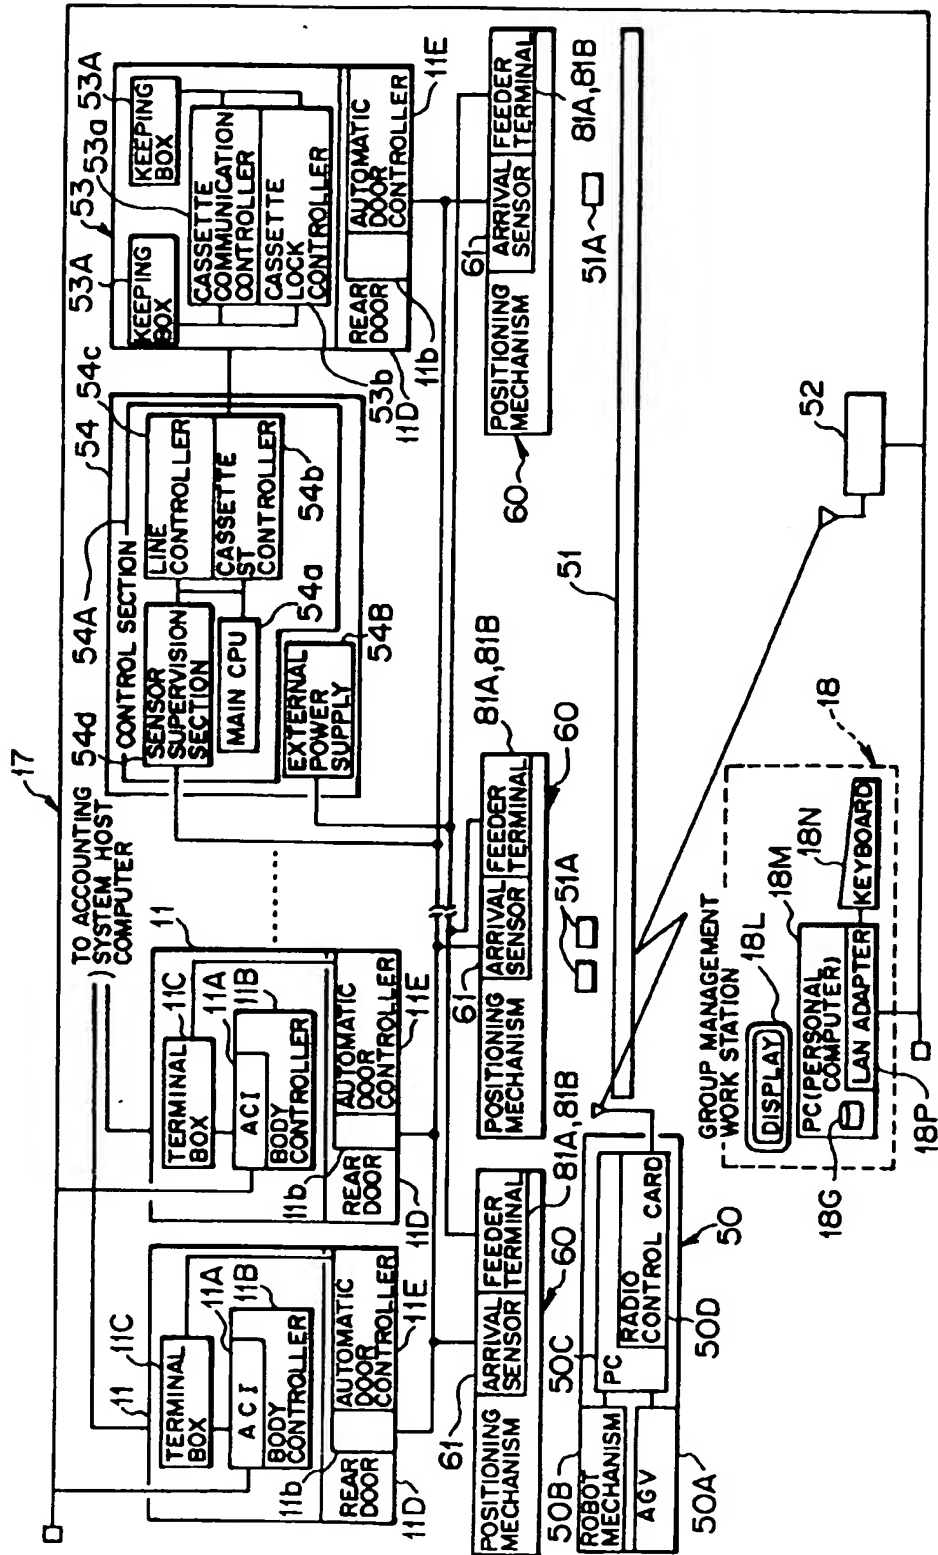 17
TO ACCOUNTING
SYSTEM HOST
COMPUTER
11
11C
TERMINAL
BOX
11A
11B
ACI
BODY CONTROLLER
11b
REAR
DOOR
AUTOMATIC
DOOR
CONTROLLER
11D
11E
11
11C
TERMINAL
BOX
11A
11B
ACI
BODY CONTROLLER
11b
REAR
DOOR
AUTOMATIC
DOOR
CONTROLLER
11D
11E
54d
54A
54
54c
CONTROL SECTION
SENSOR
SUPERVISION
SECTION
LINE
CONTROLLER
MAIN CPU
CASSETTE
ST
CONTROLLER
54a
54b
EXTERNAL
POWER
SUPPLY
54B
53A
53
53a
53A
KEEPING
BOX
KEEPING
BOX
CASSETTE
COMMUNICATION
CONTROLLER
CASSETTE
LOCK
CONTROLLER
53b
REAR
DOOR
AUTOMATIC
DOOR
CONTROLLER
11D
11b
11E
61
POSITIONING
MECHANISM
ARRIVAL
SENSOR
FEEDER
TERMINAL
60
81A,81B
61
POSITIONING
MECHANISM
ARRIVAL
SENSOR
FEEDER
TERMINAL
60
81A,81B
61
POSITIONING
MECHANISM
ARRIVAL
SENSOR
FEEDER
TERMINAL
60
81A,81B
51A
51A
51
50B
50C
ROBOT
MECHANISM
PC
RADIO
CONTROL CARD
AGV
50A
50D
50
52
GROUP MANAGEMENT
WORK STATION
18
18L
18M
18N
DISPLAY
PC(PERSONAL
COMPUTER)
LAN ADAPTER
KEYBOARD
18G
18P